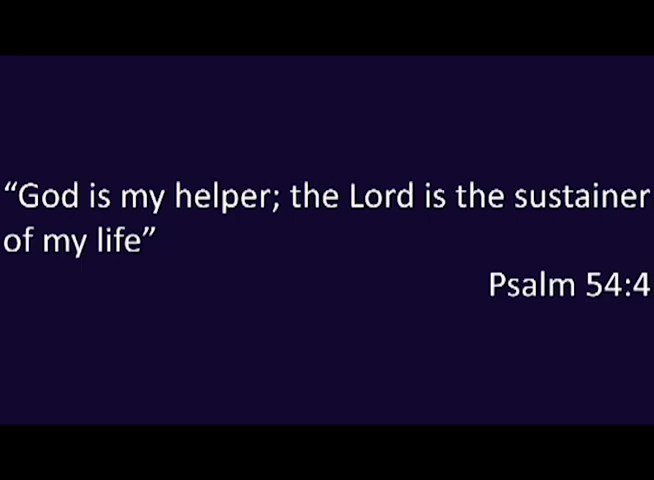 “God is my helper; the Lord is the sustainer
of my life”
Psalm 54:4